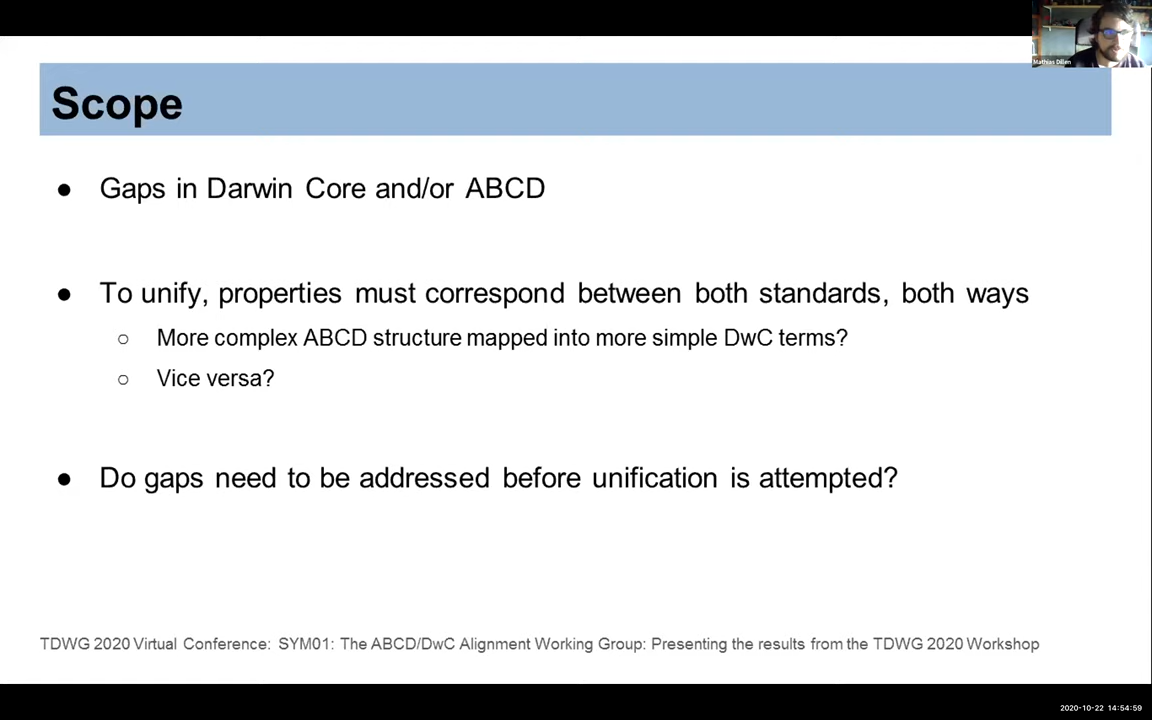 Mathias Dillen
Scope
● Gaps in Darwin Core and/or ABCD
● To unify, properties must correspond between both standards, both ways
○ More complex ABCD structure mapped into more simple DwC terms?
○ Vice versa?
● Do gaps need to be addressed before unification is attempted?
TDWG 2020 Virtual Conference: SYM01: The ABCD/DwC Alignment Working Group: Presenting the results from the TDWG 2020 Workshop
2020-10-22 14:54:59